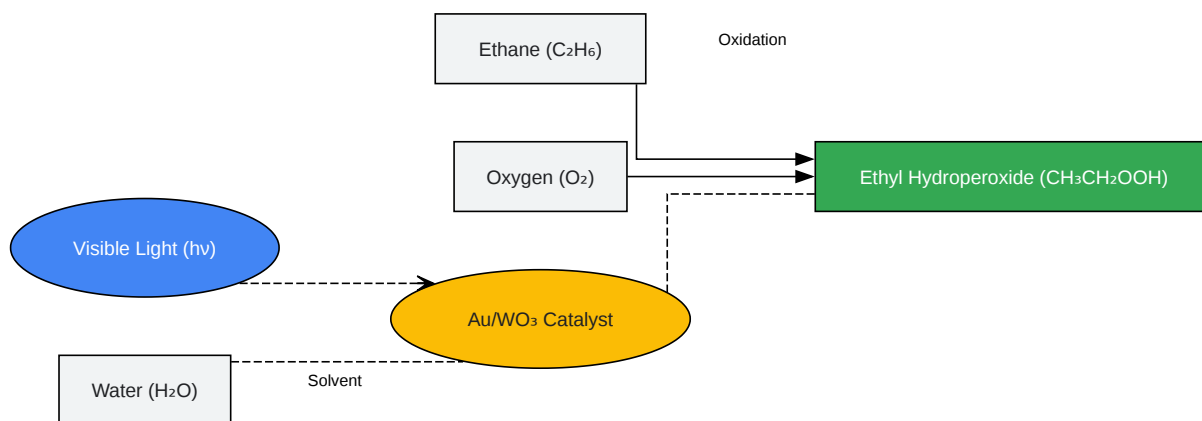 Ethane (C₂H₆)
Oxidation
Oxygen (O₂)
Ethyl Hydroperoxide (CH₃CH₂OOH)
Visible Light (hν)
Au/WO₃ Catalyst
Water (H₂O)
Solvent